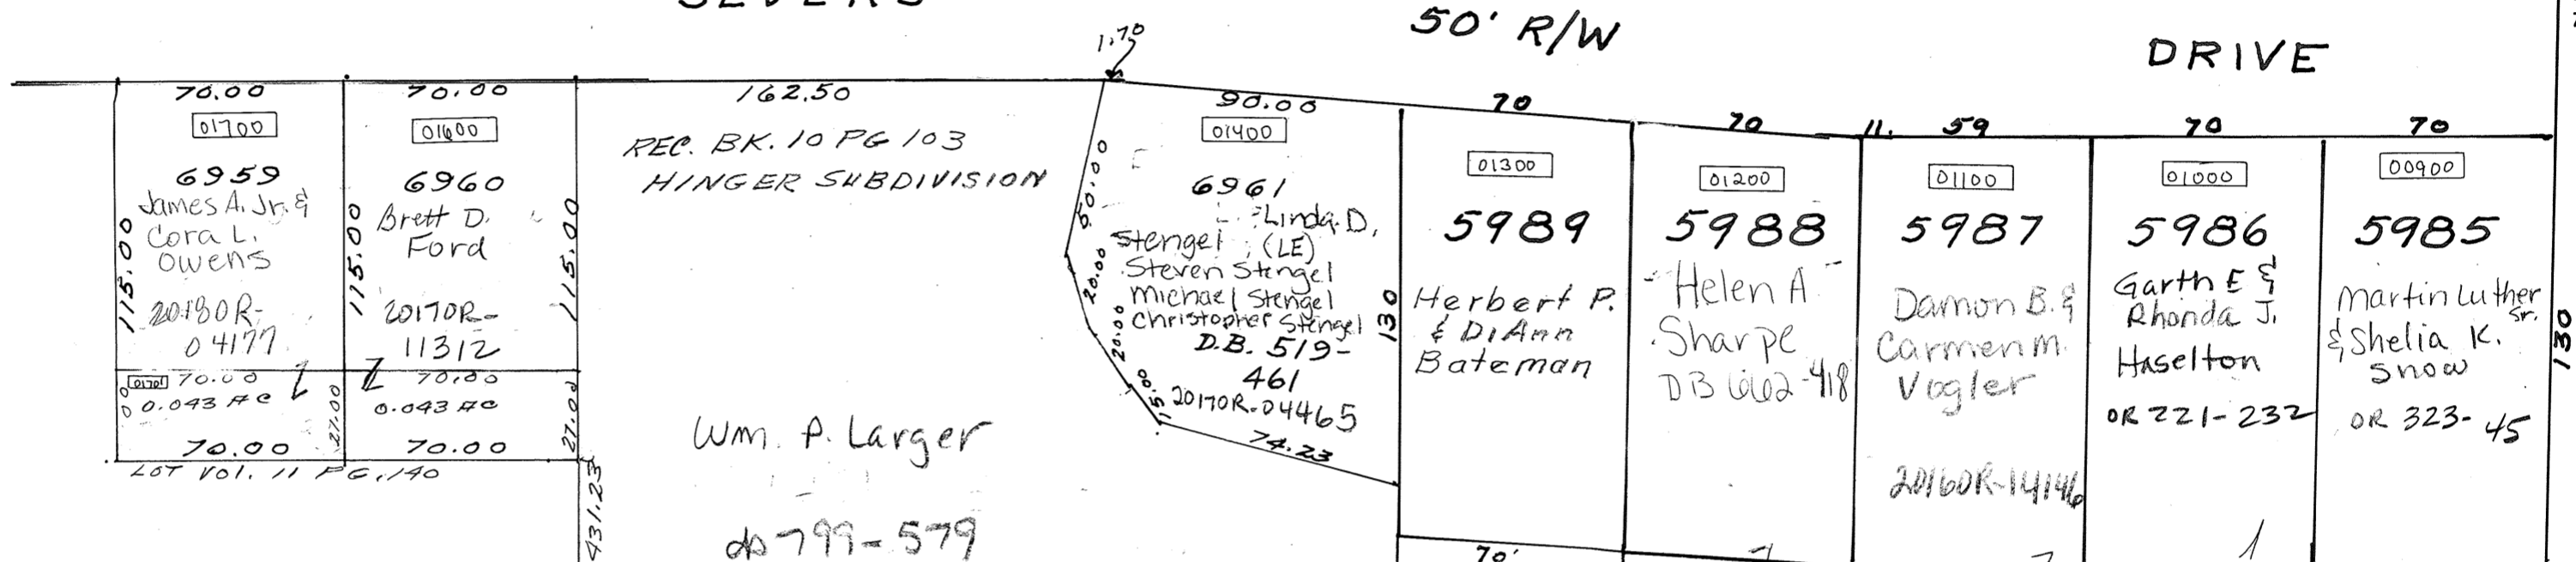 50' R/W
DRIVE
1.70
70.00
70.00
162.50
90.00
70
70
11.
59
70
70
01700
01600
01400
01300
01200
01100
01000
00900
REC. BK. 10 PG 103
HINGER SUBDIVISION
6959
James A. Jr. &
Cora L.
Owens
20180R-
04177
115.00
6960
Brett D.
Ford
20170R-
11312
115.00
115.00
01701
70.00
0.043 AC
70.00
70.00
0.043 AC
70.00
27.00
27.00
LOT VOL. 11 PG. 140
431.23
Wm. P. Larger
799-579
50.00
20.00
20.00
15.00
74.23
6961
Linda D.
Stengel (LE)
Steven Stengel
Michael Stengel
Christopher Stengel
D.B. 519-
461
20170R-04465
130
5989
Herbert P.
& DiAnn
Bateman
70'
5988
Helen A
Sharpe
DB 662-418
5987
Damon B. &
Carmen M.
Vogler
20160R-14146
5986
Garth E &
Rhonda J.
Haselton
OR 221-232
5985
Martin Luther Sr.
& Shelia K.
Snow
OR 323-45
130